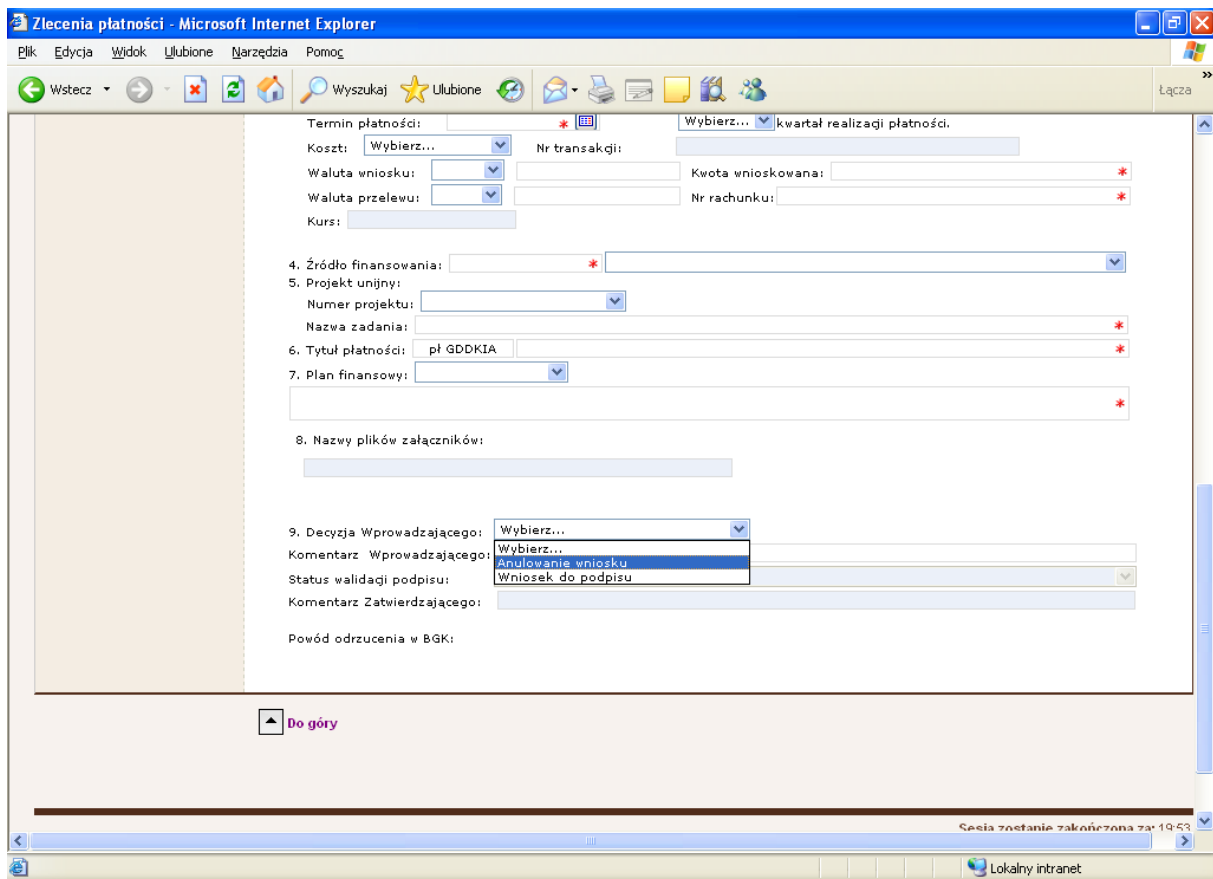 Zlecenia płatności - Microsoft Internet Explorer
Plik Edycja Widok Ulubione Narzędzia Pomoc
Wstecz Wyszukaj Ulubione Łącza
Termin płatności: * Wybierz... kwartał realizacji płatności.
Koszt: Wybierz... Nr transakcji:
Waluta wniosku: Kwota wnioskowana: *
Waluta przelewu: Nr rachunku: *
Kurs:
4. Źródło finansowania: *
5. Projekt unijny:
Numer projektu:
Nazwa zadania: *
6. Tytuł płatności: pł GDDKIA *
7. Plan finansowy:
*
8. Nazwy plików załączników:
9. Decyzja Wprowadzającego: Wybierz...
Wybierz...
Komentarz Wprowadzającego:
Anulowanie wniosku
Status walidacji podpisu: Wniosek do podpisu
Komentarz Zatwierdzającego:
Powód odrzucenia w BGK:
Do góry
Sesja zostanie zakończona za: 19:53
Lokalny intranet